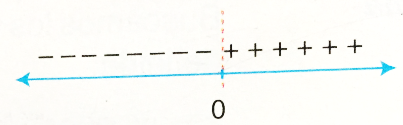 − − − − − − − − + + + + + +
0